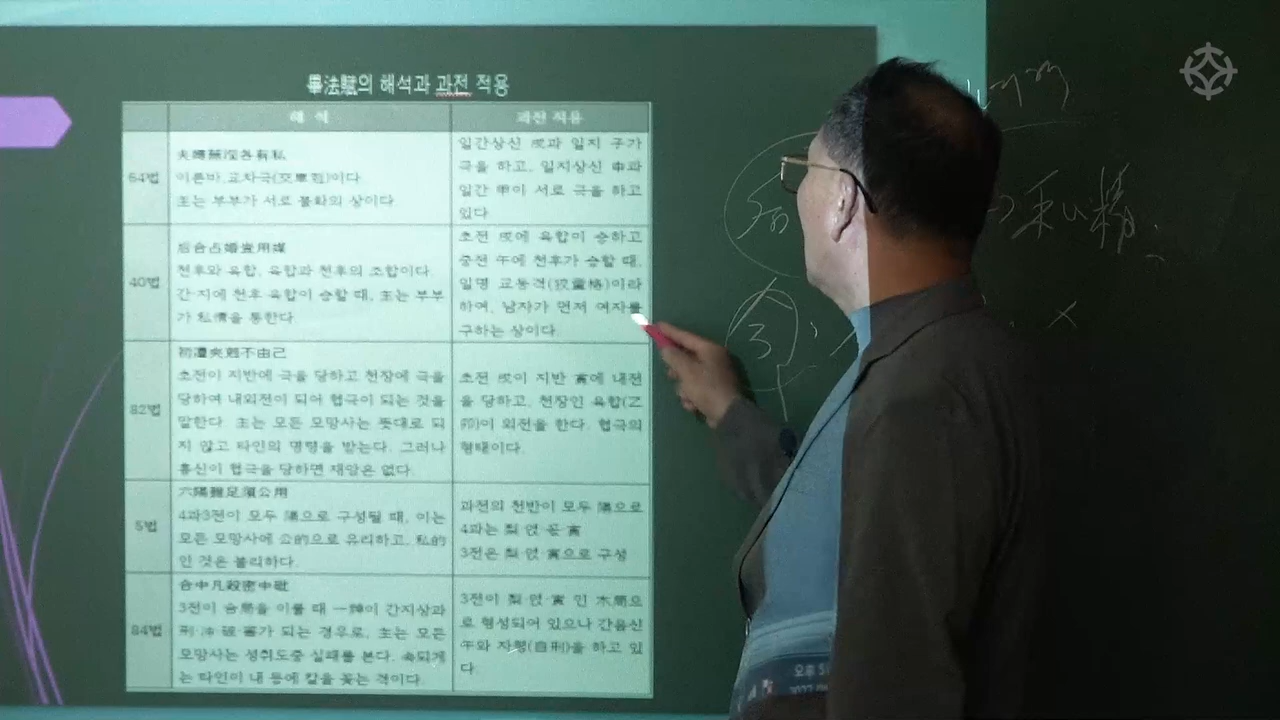 畢法賦의 해석과 과전 적용
해 석
과전 적용
64법
夫婦蕪淫各有私
이른바, 교차극(交車剋)이다.
主는 부부가 서로 불화의 상이다.
일간상신 戌과 일지 子가
극을 하고, 일지상신 申과
일간 甲이 서로 극을 하고
있다.
40법
后合占婚豈用媒
천후와 육합, 육합과 천후의 조합이다.
간·지에 천후 육합이 승할 때, 主는 부부
가 私情을 통한다.
초전 戌에 육합이 승하고
중전 午에 천후가 승할 때,
일명 교동격(狡童格)이라
하여, 남자가 먼저 여자를
구하는 상이다.
82법
初遭夾剋不由己
초전이 지반에 극을 당하고 천장에 극을
당하여 내외전이 되어 협극이 되는 것을
말한다. 主는 모든 모망사는 뜻대로 되
지 않고 타인의 명령을 받는다. 그러나
흉신이 협극을 당하면 재앙은 없다.
초전 戌이 지반 寅에 내전
을 당하고, 천장인 육합(乙
卯)이 외전을 한다. 협극의
형태이다.
5법
六陽數足須公用
4과3전이 모두 陽으로 구성될 때, 이는
모든 모망사에 公的으로 유리하고, 私的
인 것은 불리하다.
과전의 천반이 모두 陽으로
4과는
3전은 으로 구성
84법
合中凡殺蜜中砒
3전이 合局을 이룰 때 一神이 간지상과
刑·冲·破·害가 되는 경우로, 主는 모든
모망사는 성취도중 실패를 본다. 속되게
는 타인이 내 등에 칼을 꽂는 격이다.
3전이 인 局으
로 형성되어 있으나 간음신
午와 자형(自刑)을 하고 있
다.
오후